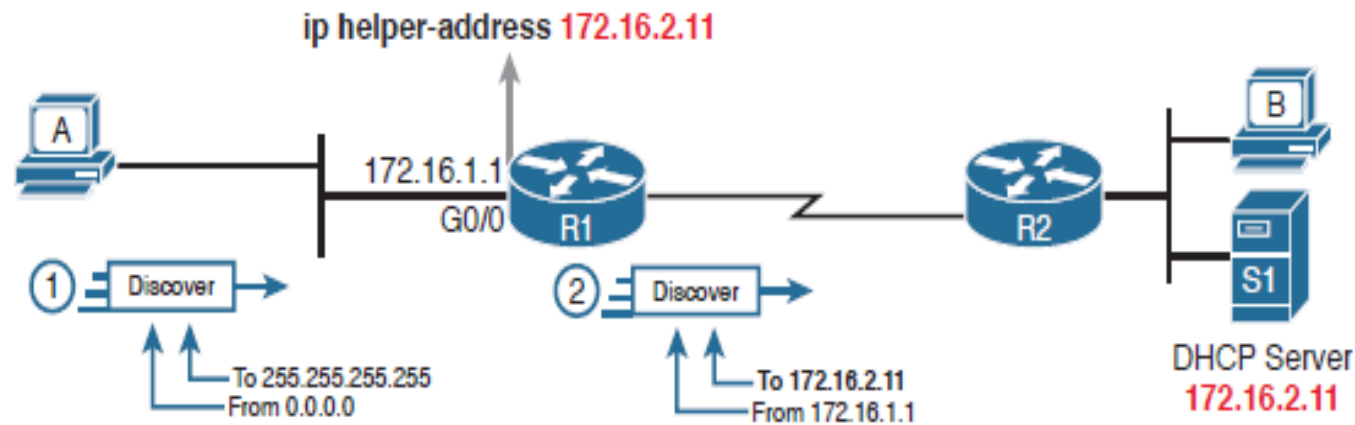 ip helper-address 172.16.2.11
A
B
172.16.1.1
G0/0
R1
R2
S1
1
Discover
2
Discover
To 255.255.255.255
From 0.0.0.0
To 172.16.2.11
From 172.16.1.1
DHCP Server
172.16.2.11